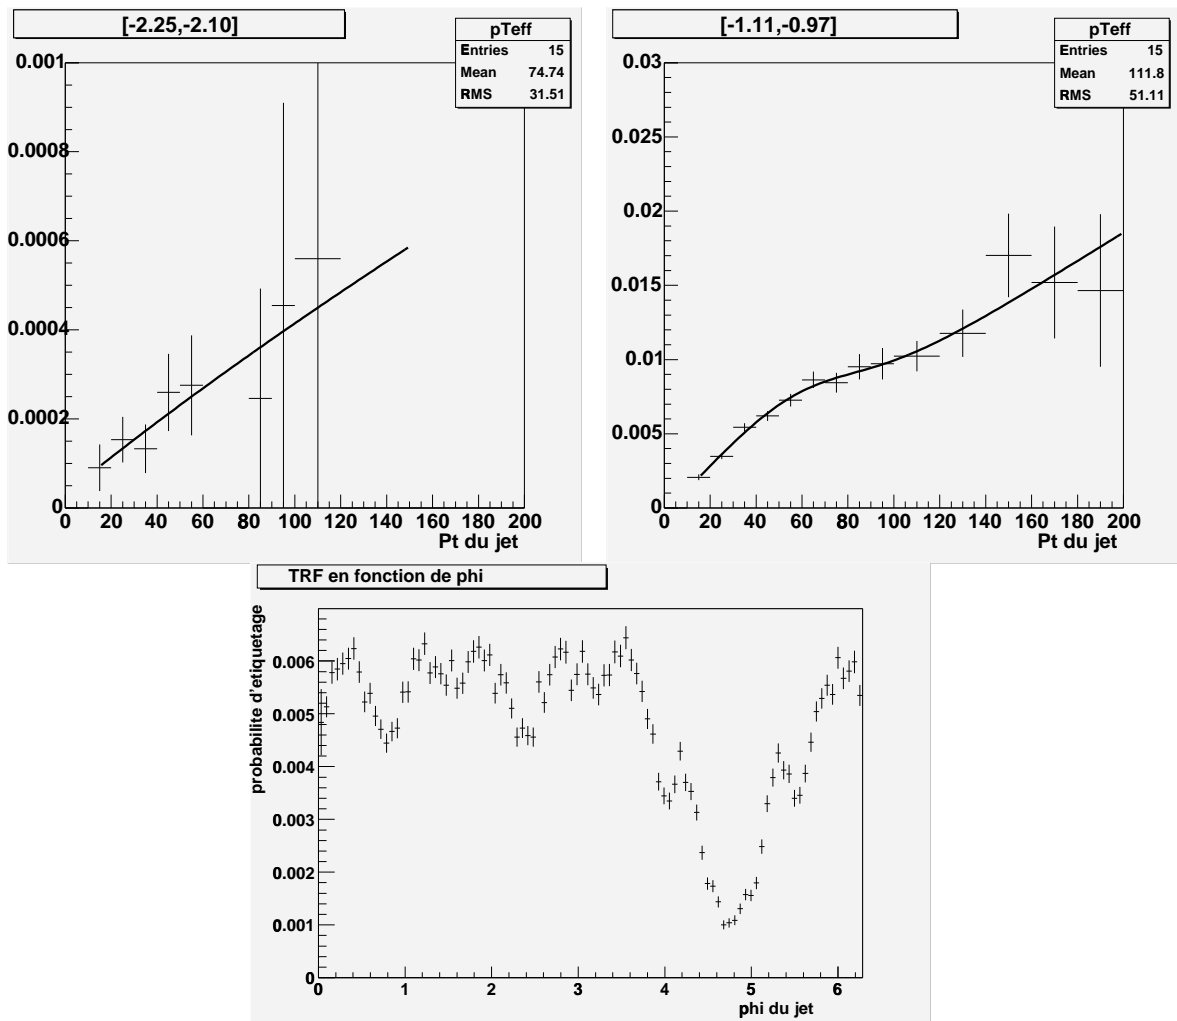 [-2.25,-2.10]
pTeff
Entries 15
Mean 74.74
RMS 31.51
0.001
0.0008
0.0006
0.0004
0.0002
0
0 20 40 60 80 100 120 140 160 180 200
Pt du jet
[-1.11,-0.97]
pTeff
Entries 15
Mean 111.8
RMS 51.11
0.03
0.025
0.02
0.015
0.01
0.005
0
0 20 40 60 80 100 120 140 160 180 200
Pt du jet
TRF en fonction de phi
probabilite d'etiquetage
0.006
0.005
0.004
0.003
0.002
0.001
0
0 1 2 3 4 5 6
phi du jet